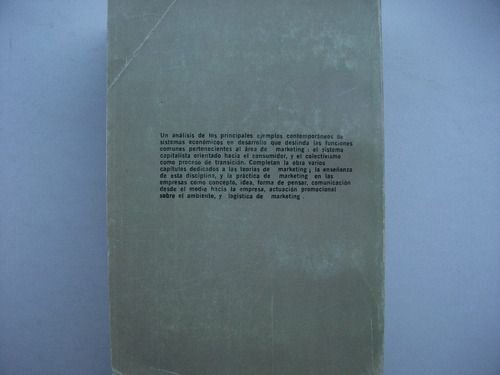 Un análisis de los principales ejemplos contemporáneos de
sistemas económicos en desarrollo que deslinda las funciones
comunes pertenecientes al área de marketing : el sistema
capitalista orientado hacia el consumidor, y el colectivismo
como proceso de transición. Completan la obra varios
capítulos dedicados a las teorías de marketing ; la enseñanza
de esta disciplina, y la práctica de marketing en las
empresas como concepto, idea, forma de pensar, comunicación
desde el medio hacia la empresa, actuación promocional
sobre el ambiente, y logística de marketing .